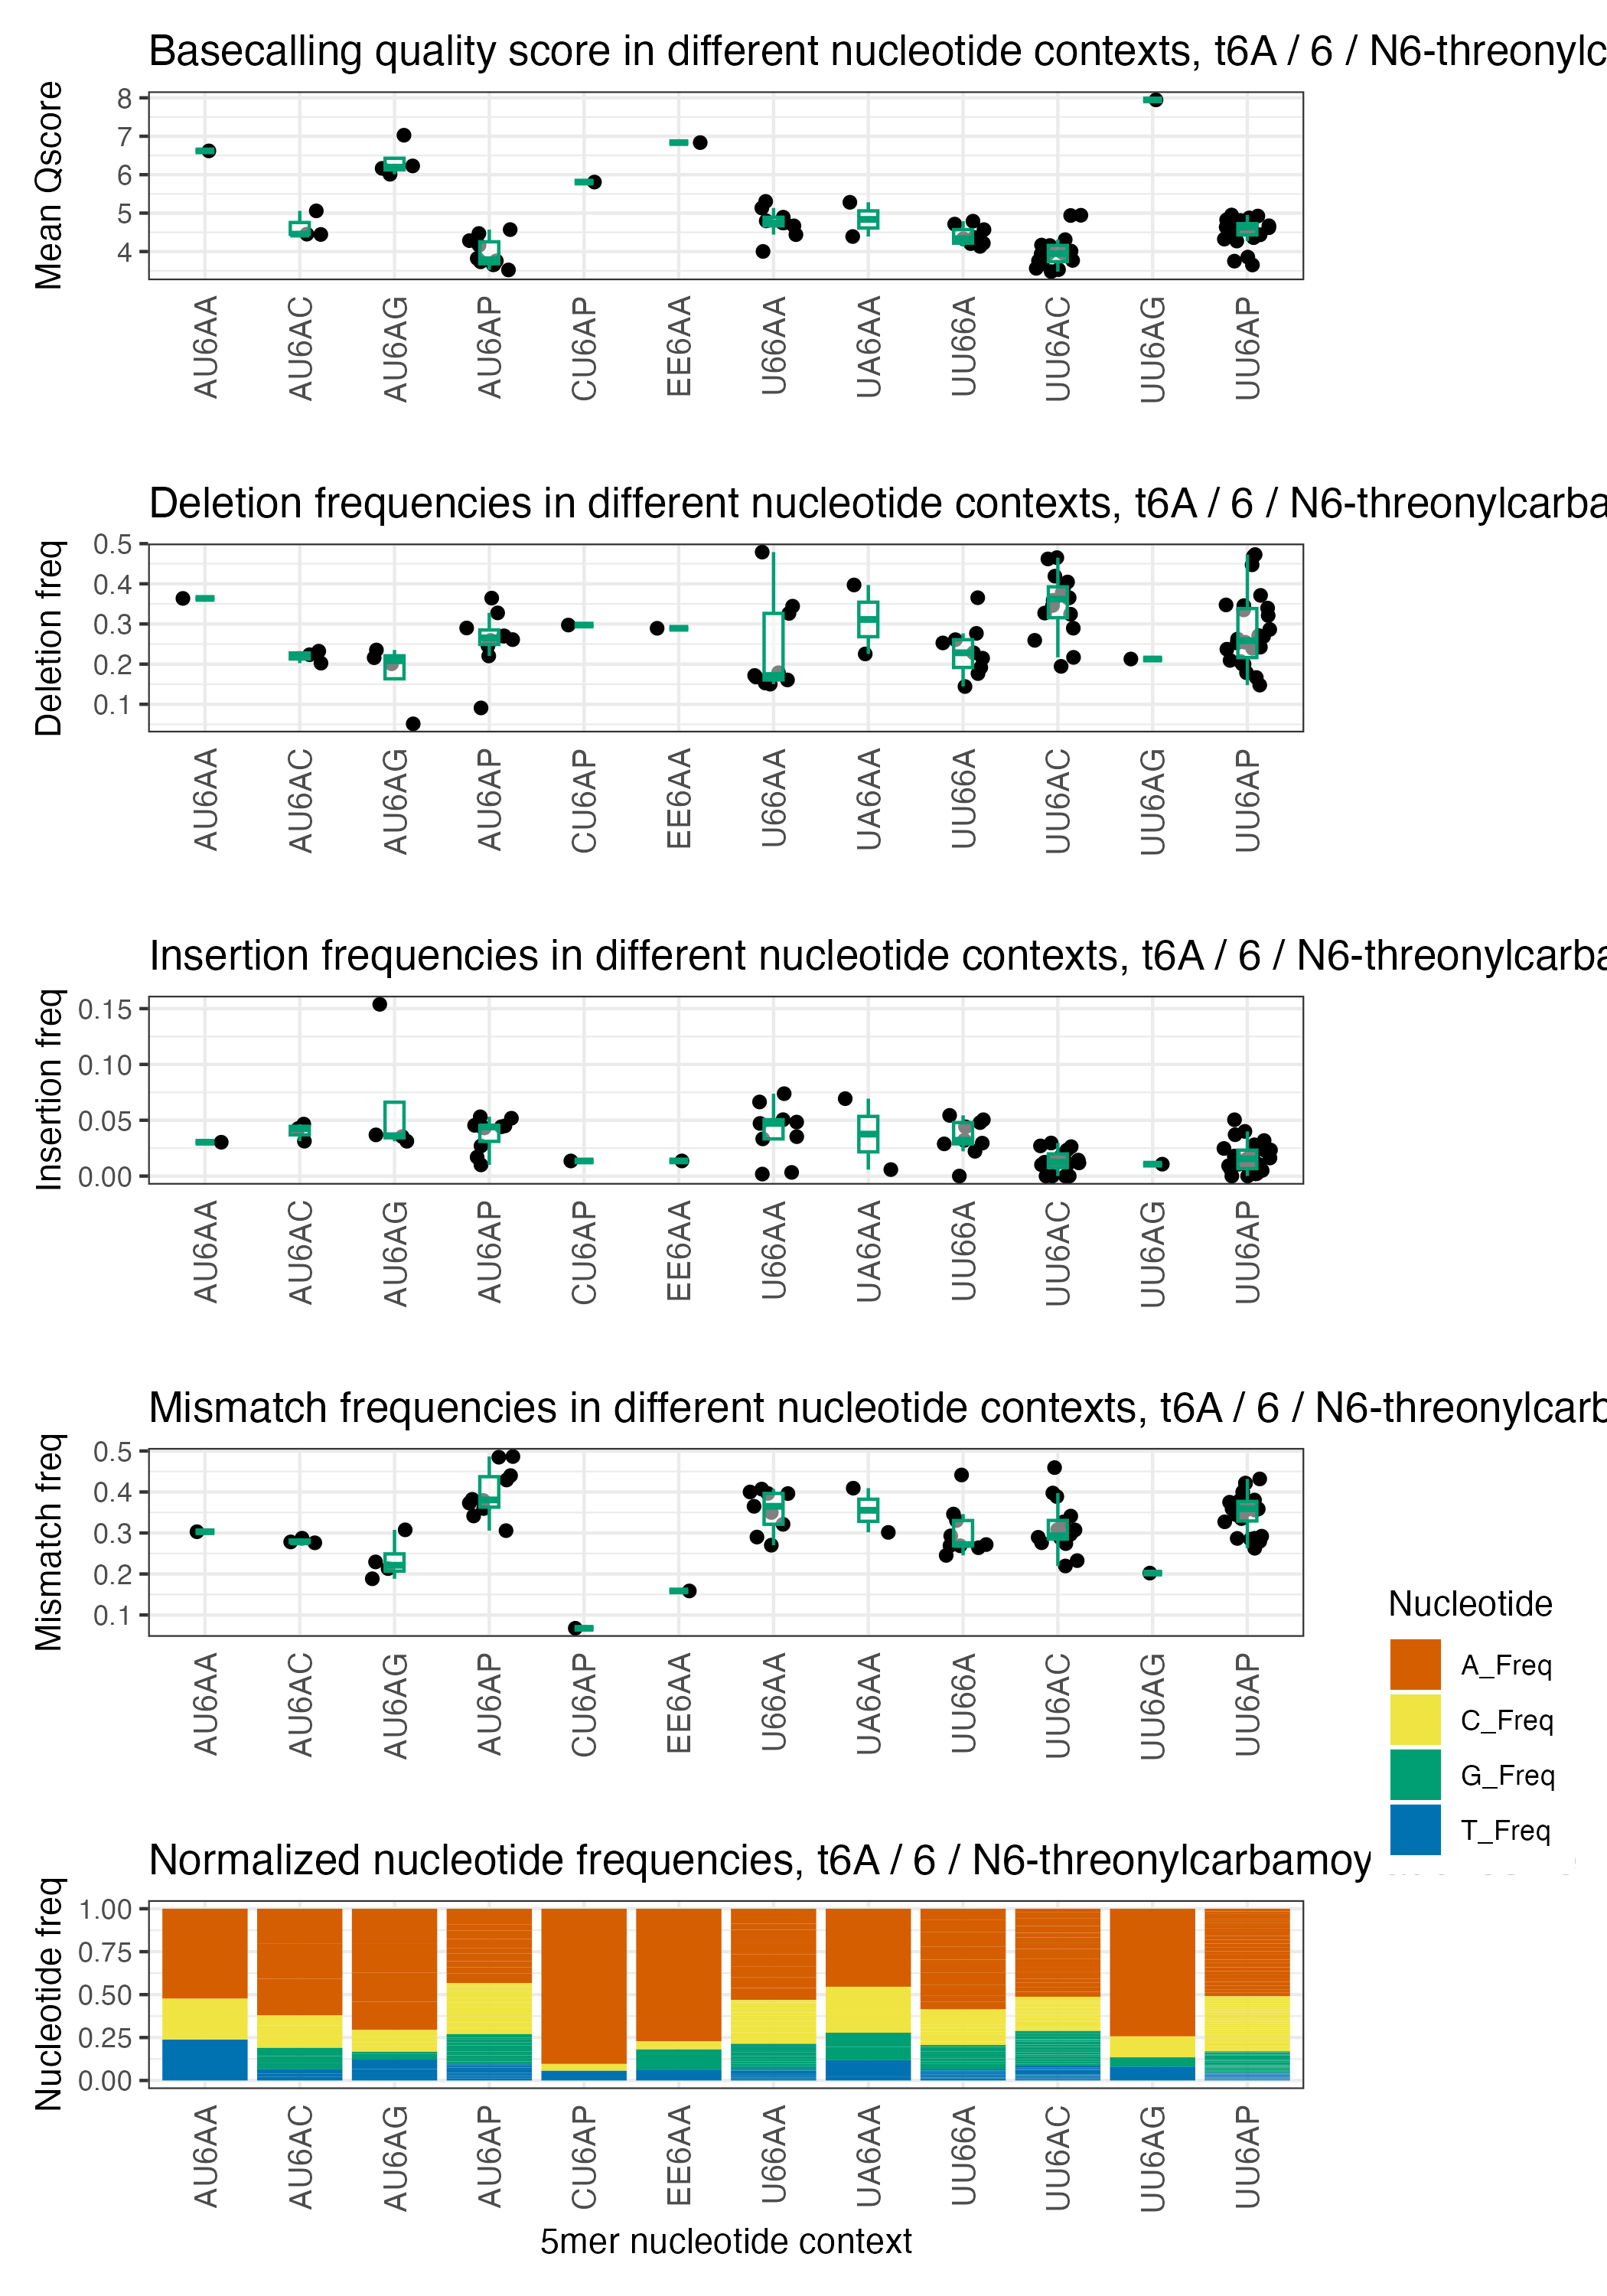 Basecalling quality score in different nucleotide contexts, t6A / 6 / N6-threonylc
Mean Qscore
8
7
6
5
4
AU6AA AU6AC AU6AG AU6AP CU6AP EE6AA U66AA UA6AA UU66A UU6AC UU6AG UU6AP
Deletion frequencies in different nucleotide contexts, t6A / 6 / N6-threonylcarba
Deletion freq
0.5
0.4
0.3
0.2
0.1
AU6AA AU6AC AU6AG AU6AP CU6AP EE6AA U66AA UA6AA UU66A UU6AC UU6AG UU6AP
Insertion frequencies in different nucleotide contexts, t6A / 6 / N6-threonylcarba
Insertion freq
0.15
0.10
0.05
0.00
AU6AA AU6AC AU6AG AU6AP CU6AP EE6AA U66AA UA6AA UU66A UU6AC UU6AG UU6AP
Mismatch frequencies in different nucleotide contexts, t6A / 6 / N6-threonylcarb
Mismatch freq
0.5
0.4
0.3
0.2
0.1
AU6AA AU6AC AU6AG AU6AP CU6AP EE6AA U66AA UA6AA UU66A UU6AC UU6AG UU6AP
Nucleotide
A_Freq
C_Freq
G_Freq
T_Freq
Normalized nucleotide frequencies, t6A / 6 / N6-threonylcarbamoy
Nucleotide freq
1.00
0.75
0.50
0.25
0.00
AU6AA AU6AC AU6AG AU6AP CU6AP EE6AA U66AA UA6AA UU66A UU6AC UU6AG UU6AP
5mer nucleotide context